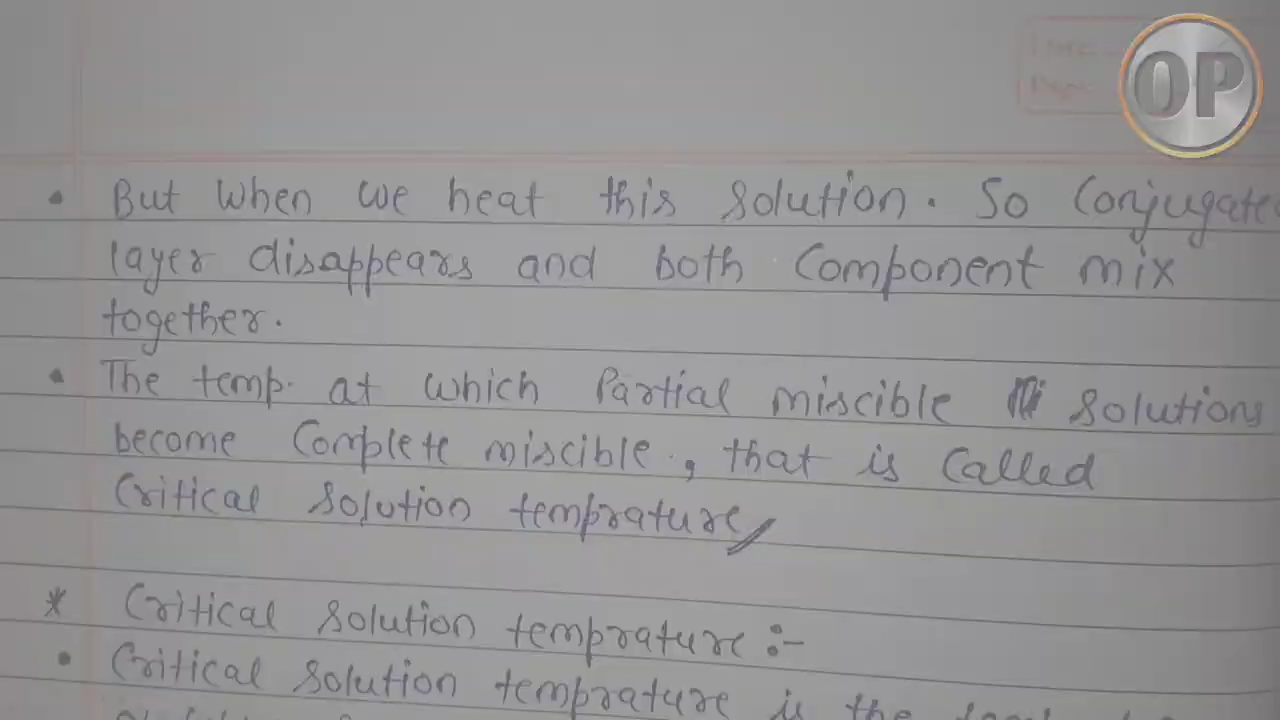 OP
• But when we heat this solution. So Conjugate
layer disappears and both Component mix
together.
• The temp. at which Partial miscible solutions
become Complete miscible, that is Called
Critical solution temprature
* Critical solution temprature :-
• Critical solution temprature is the